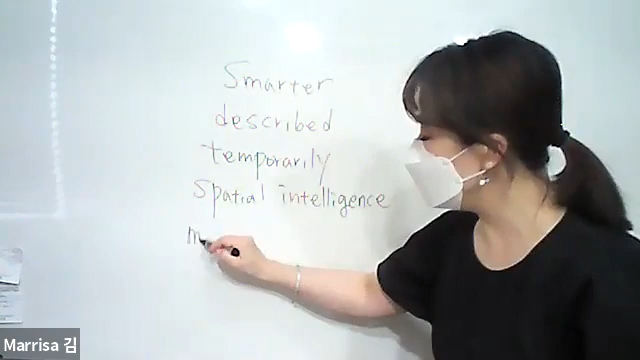 Smarter
described
temporarily
Spatial intelligence
m
Marrisa 김